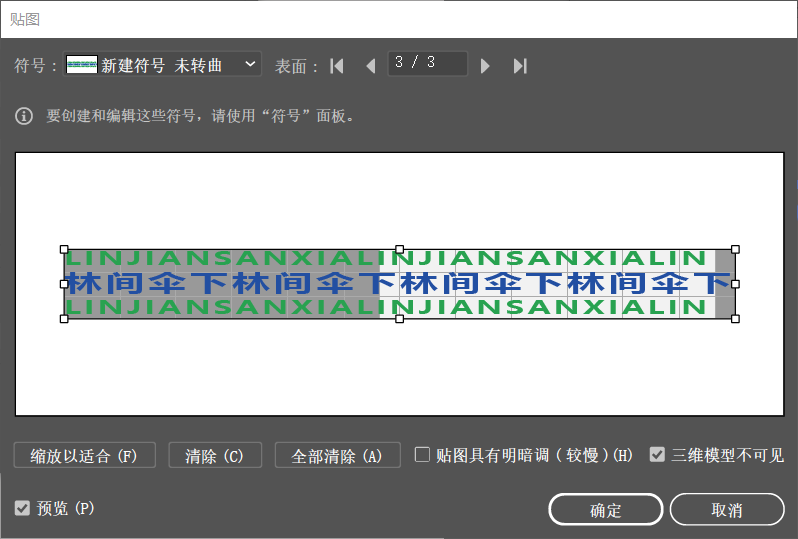 贴图
符号： 新建符号 未转曲 表面： 3 / 3
要创建和编辑这些符号，请使用“符号”面板。
LINJIANSANXIALINJIANSANXIALIN
林间伞下林间伞下林间伞下林间伞下
LINJIANSANXIALINJIANSANXIALIN
缩放以适合 (F) 清除 (C) 全部清除 (A) 贴图具有明暗调（较慢）(H) 三维模型不可见
预览 (P) 确定 取消